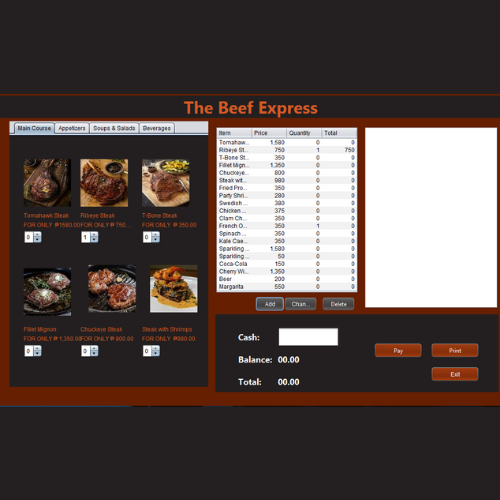 The Beef Express
Main Course Appetizers Soups & Salads Beverages
Tomahawk Steak Ribeye Steak T-Bone Steak
FOR ONLY ₱1580.00 FOR ONLY ₱ 750... FOR ONLY ₱ 350.00
0 1 0
Fillet Mignon Chuckeye Steak Steak with Shrimps
FOR ONLY ₱ 1,350.00 FOR ONLY ₱ 800.00 FOR ONLY ₱980.00
0 0 0
Item Price Quantity Total
Tomahaw... 1,580 0 0
Ribeye St... 750 1 750
T-Bone St... 350 0 0
Fillet Mign... 1,350 0 0
Chuckeye... 800 0 0
Steak wit... 980 0 0
Fried Pro... 350 0 0
Party Shri... 280 0 0
Swedish ... 380 0 0
Chicken ... 375 0 0
Clam Ch... 350 0 0
French O... 350 1 0
Spinach ... 350 0 0
Kale Cae... 350 0 0
Sparkling ... 1,580 0 0
Sparkling ... 50 0 0
Coca-Cola 150 0 0
Cherry Wi... 1,350 0 0
Beer 200 0 0
Margarita 550 0 0
Add Chan... Delete
Cash:
Balance: 00.00
Total: 00.00
Pay Print
Exit